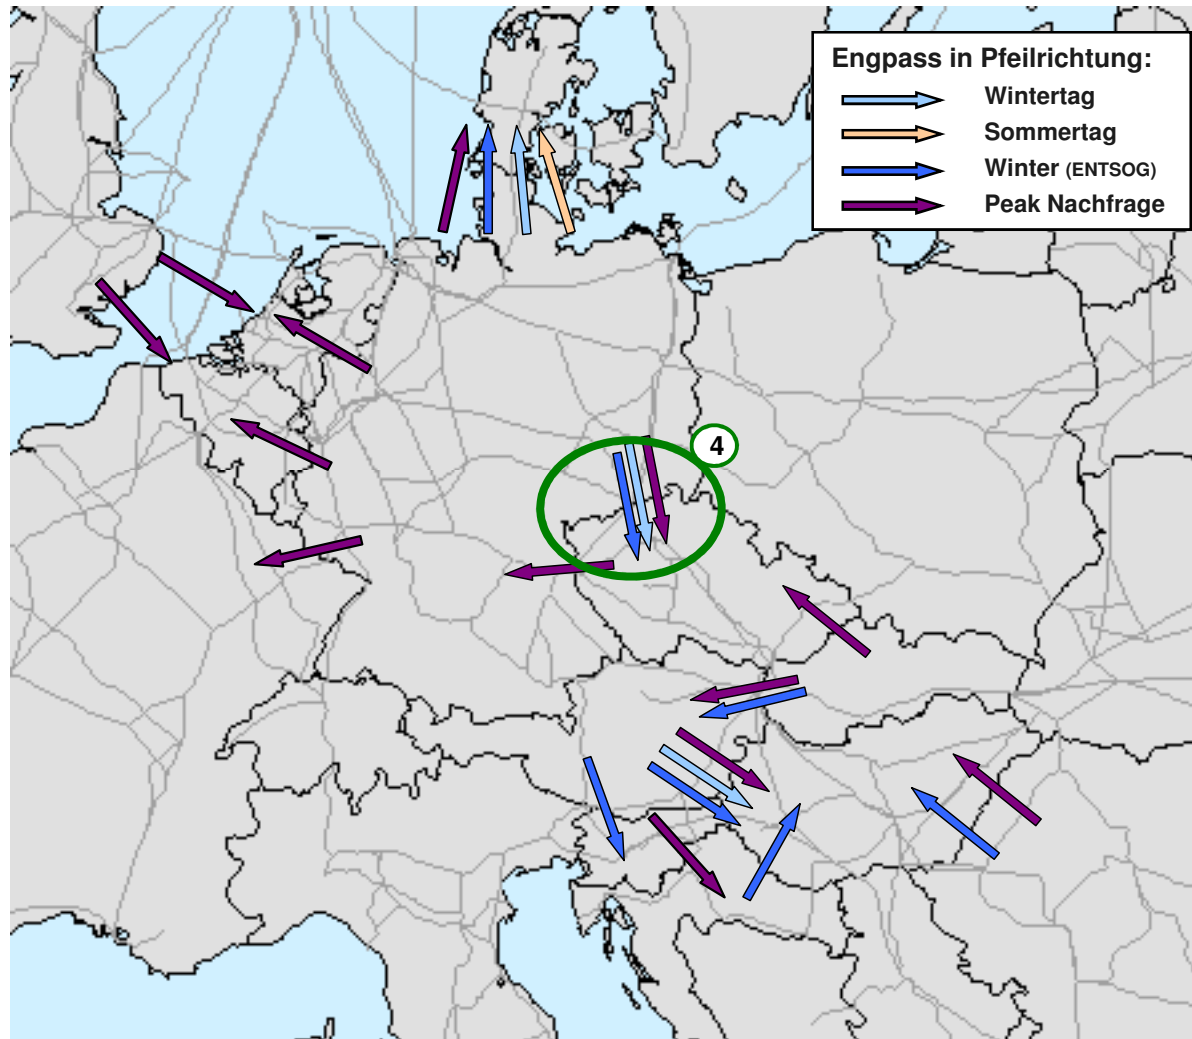 Engpass in Pfeilrichtung:
Wintertag
Sommertag
Winter (ENTSOG)
Peak Nachfrage
4